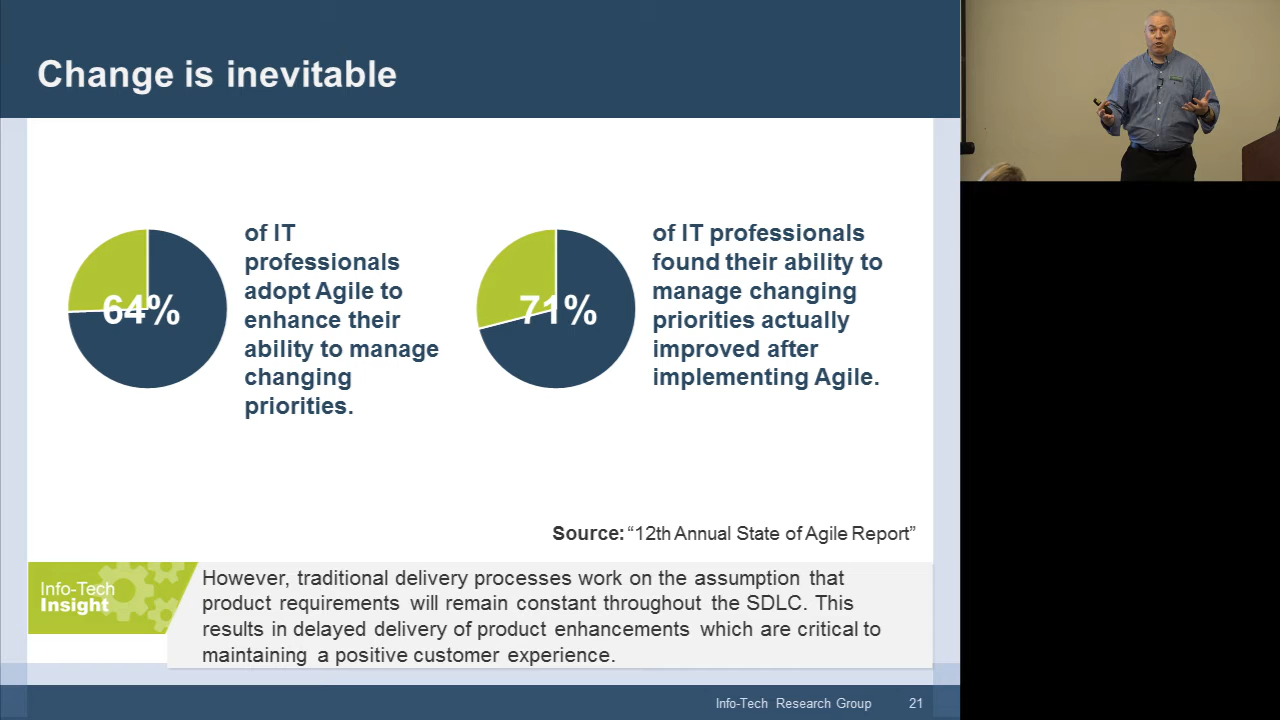 Change is inevitable
64%
of IT
professionals
adopt Agile to
enhance their
ability to manage
changing
priorities.
71%
of IT professionals
found their ability to
manage changing
priorities actually
improved after
implementing Agile.
Source: “12th Annual State of Agile Report”
Info-Tech
Insight
However, traditional delivery processes work on the assumption that
product requirements will remain constant throughout the SDLC. This
results in delayed delivery of product enhancements which are critical to
maintaining a positive customer experience.
Info-Tech Research Group 21